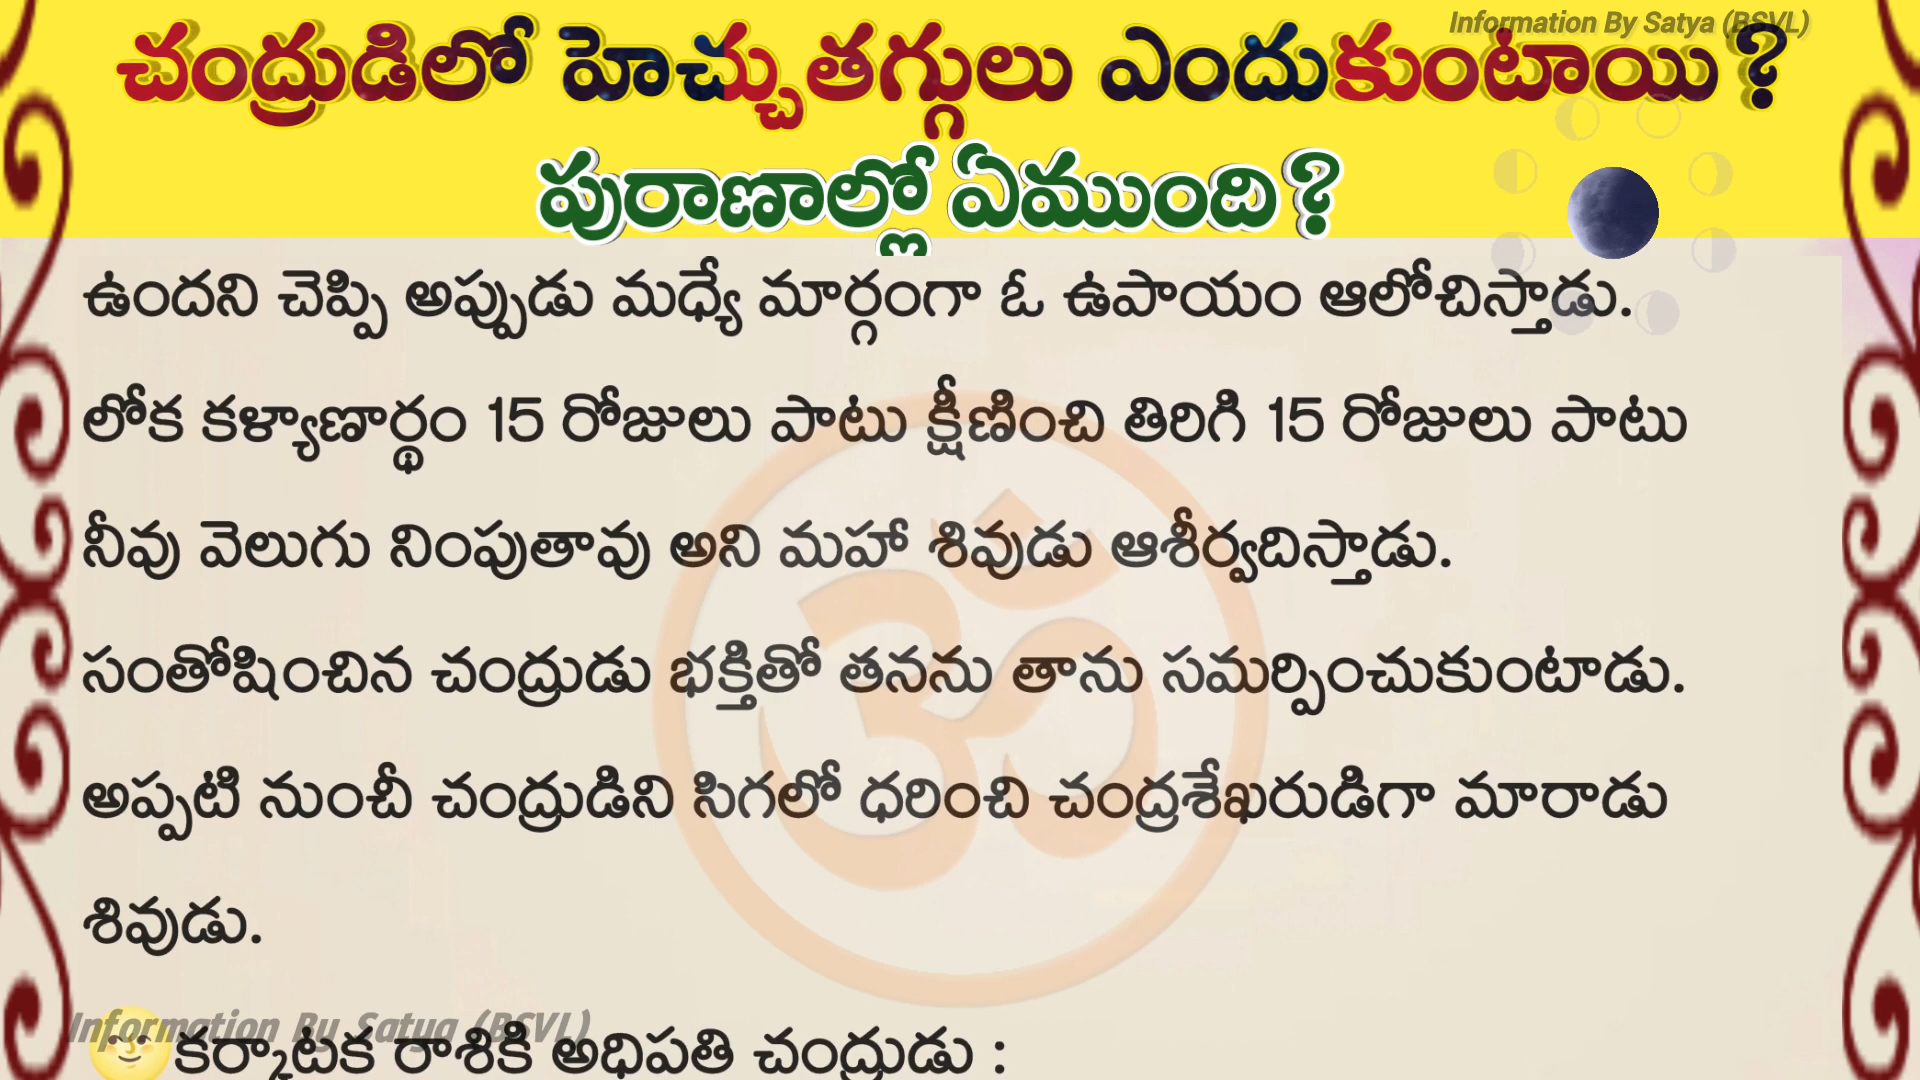 Information By Satya (BSVL)
చంద్రుడిలో హెచ్చుతగ్గులు ఎందుకుంటాయి?
పురాణాల్లో ఏముంది?
ఉందని చెప్పి అప్పుడు మధ్యే మార్గంగా ఓ ఉపాయం ఆలోచిస్తాడు.
లోక కళ్యాణార్థం 15 రోజులు పాటు క్షీణించి తిరిగి 15 రోజులు పాటు
నీవు వెలుగు నింపుతావు అని మహా శివుడు ఆశీర్వదిస్తాడు.
సంతోషించిన చంద్రుడు భక్తితో తనను తాను సమర్పించుకుంటాడు.
అప్పటి నుంచీ చంద్రుడిని సిగలో ధరించి చంద్రశేఖరుడిగా మారాడు
శివుడు.
Information By Satya (BSVL)
🌝కర్కాటక రాశికి అధిపతి చంద్రుడు :
ॐ